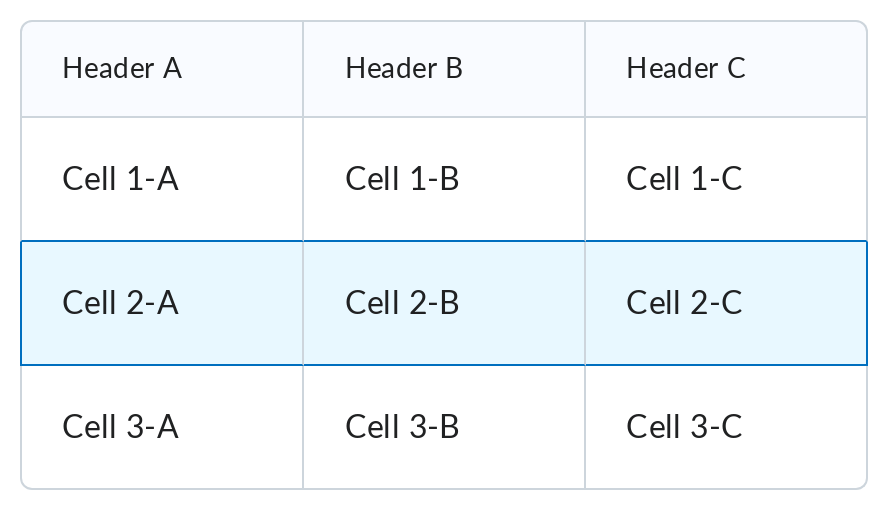 Header A Header B Header C
Cell 1-A Cell 1-B Cell 1-C
Cell 2-A Cell 2-B Cell 2-C
Cell 3-A Cell 3-B Cell 3-C